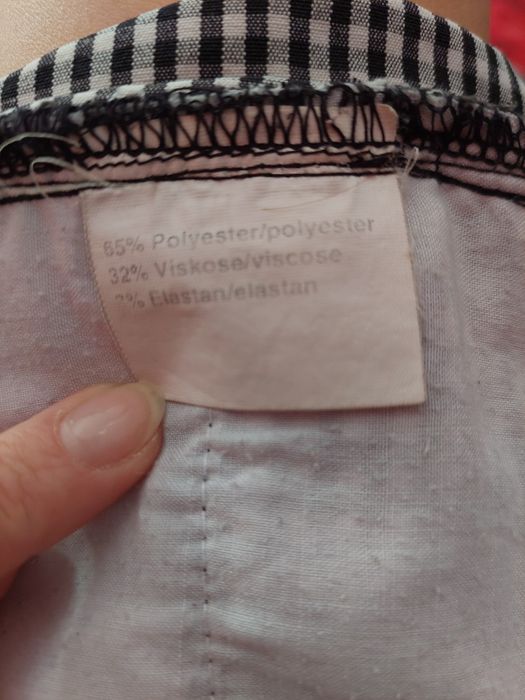 65% Polyester/polyester
32% Viskose/viscose
3% Elastan/elastan